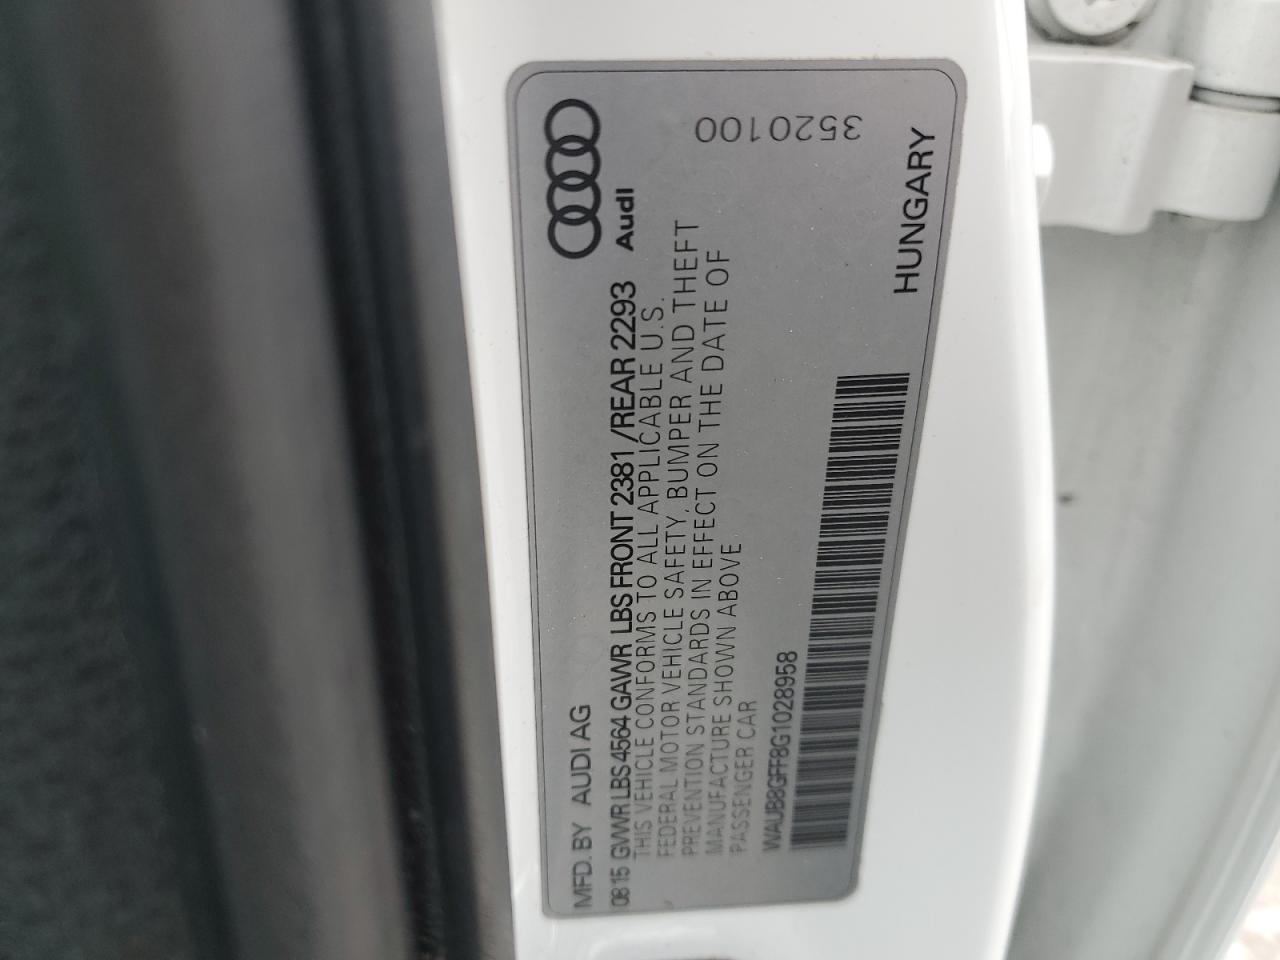 MFD. BY AUDI AG
Audi
08 15 GVWR LBS 4564 GAWR LBS FRONT 2381 /REAR 2293
THIS VEHICLE CONFORMS TO ALL APPLICABLE U.S.
FEDERAL MOTOR VEHICLE SAFETY, BUMPER AND THEFT
PREVENTION STANDARDS IN EFFECT ON THE DATE OF
MANUFACTURE SHOWN ABOVE
PASSENGER CAR
WAUB8GFF8G1028958
3520100
HUNGARY